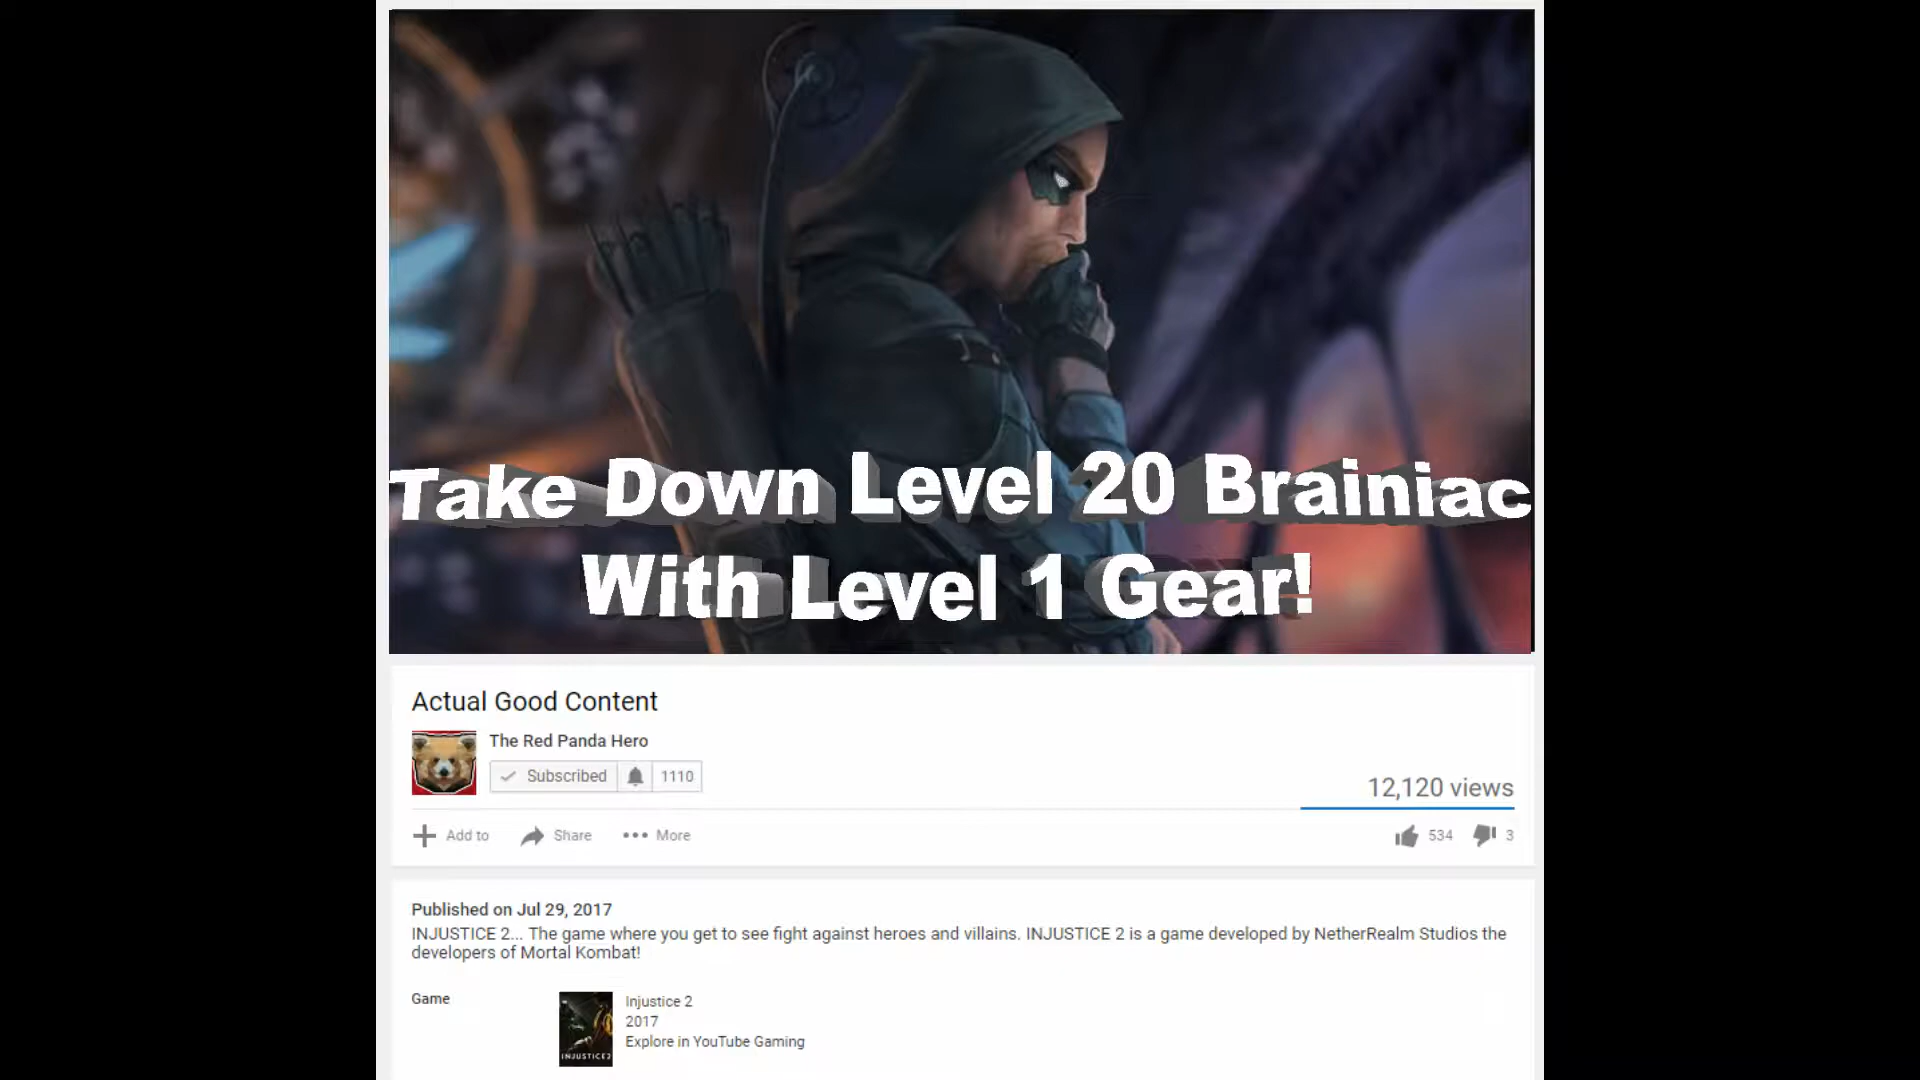 Take Down Level 20 Brainiac
With Level 1 Gear!
Actual Good Content
The Red Panda Hero
Subscribed 1110
12,120 views
Add to Share More 534 3
Published on Jul 29, 2017
INJUSTICE 2... The game where you get to see fight against heroes and villains. INJUSTICE 2 is a game developed by NetherRealm Studios the
developers of Mortal Kombat!
Game
Injustice 2
2017
Explore in YouTube Gaming
INJUSTICE2